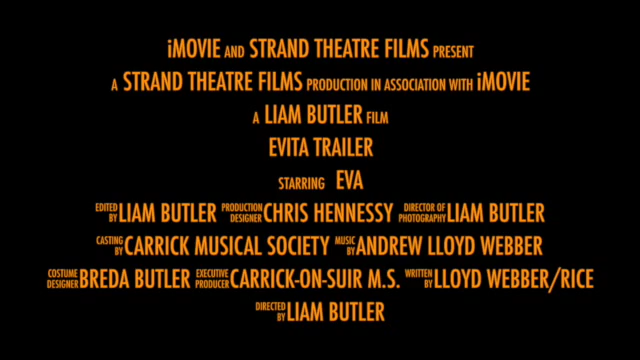 iMOVIE AND STRAND THEATRE FILMS PRESENT
A STRAND THEATRE FILMS PRODUCTION IN ASSOCIATION WITH iMOVIE
A LIAM BUTLER FILM
EVITA TRAILER
STARRING EVA
EDITED BY LIAM BUTLER PRODUCTION DESIGNER CHRIS HENNESSY DIRECTOR OF PHOTOGRAPHY LIAM BUTLER
CASTING BY CARRICK MUSICAL SOCIETY MUSIC BY ANDREW LLOYD WEBBER
COSTUME DESIGNER BREDA BUTLER EXECUTIVE PRODUCER CARRICK-ON-SUIR M.S. WRITTEN BY LLOYD WEBBER/RICE
DIRECTED BY LIAM BUTLER